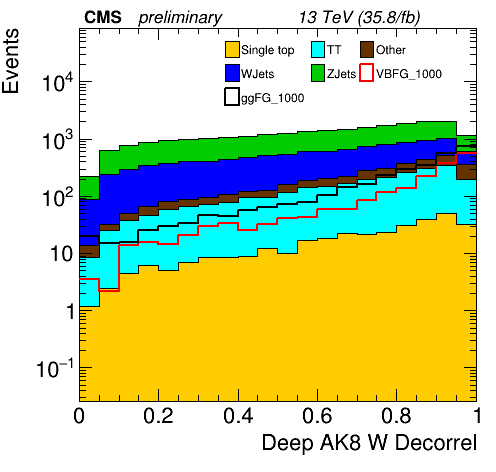 CMS preliminary 13 TeV (35.8/fb)
Events
Single top TT Other
WJets ZJets VBFG_1000
ggFG_1000
10^4
10^3
10^2
10
1
10^−1
0 0.2 0.4 0.6 0.8 1
Deep AK8 W Decorrel